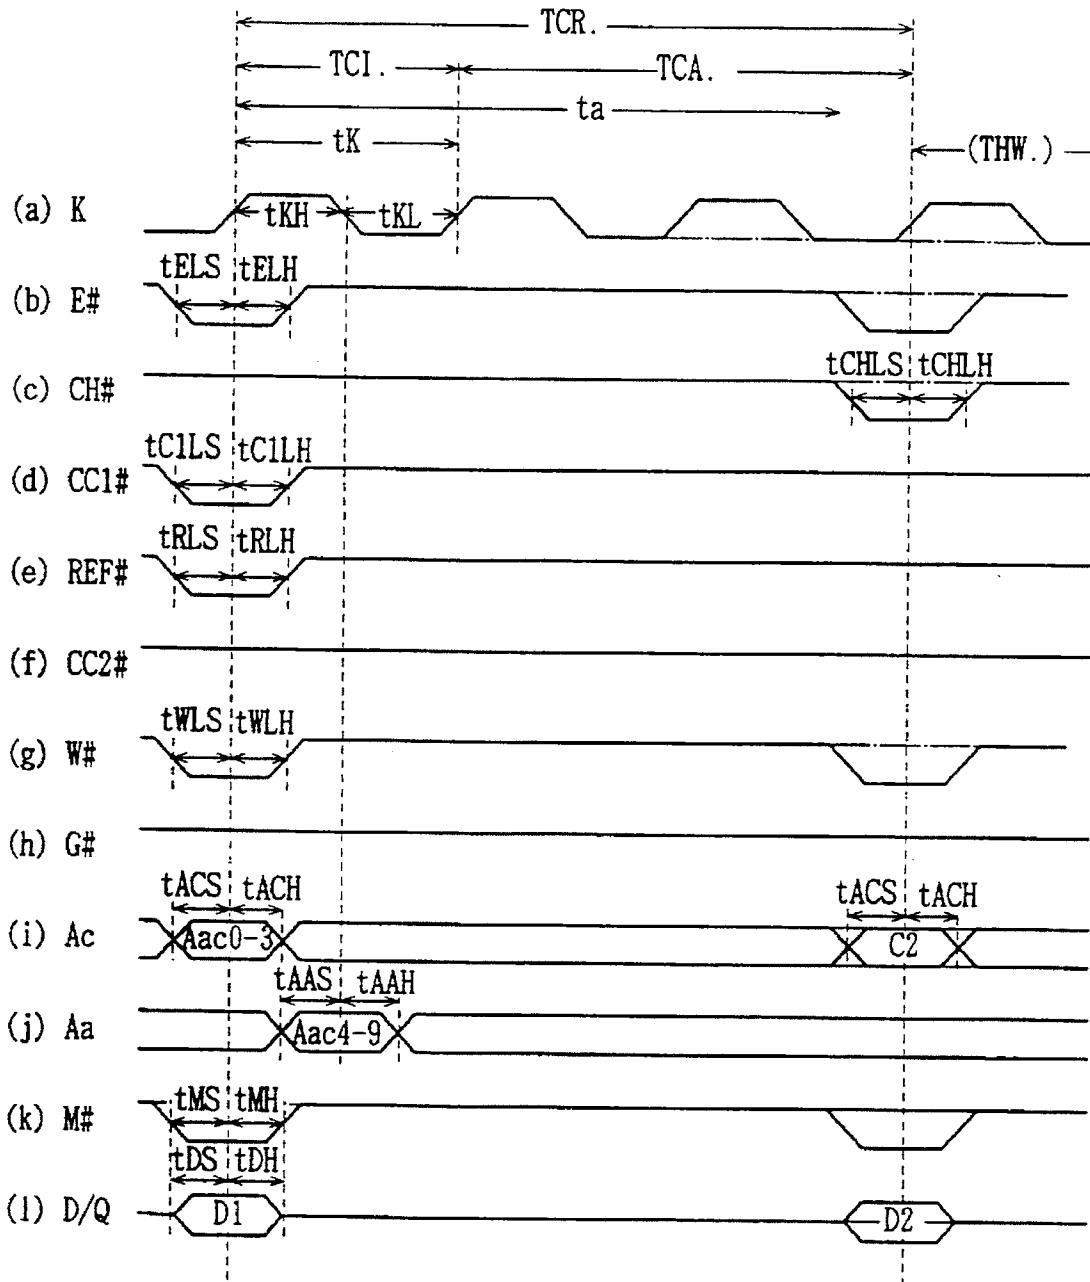 TCR.
TCI. TCA.
ta
tK
(THW.)
(a) K tKH tKL
tELS tELH
(b) E#
tCHLS tCHLH
(c) CH#
tC1LS tC1LH
(d) CC1#
tRLS tRLH
(e) REF#
(f) CC2#
tWLS tWLH
(g) W#
(h) G#
tACS tACH tACS tACH
(i) Ac Aac0-3 C2
tAAS tAAH
(j) Aa Aac4-9
tMS tMH
(k) M#
tDS tDH
(l) D/Q D1 D2